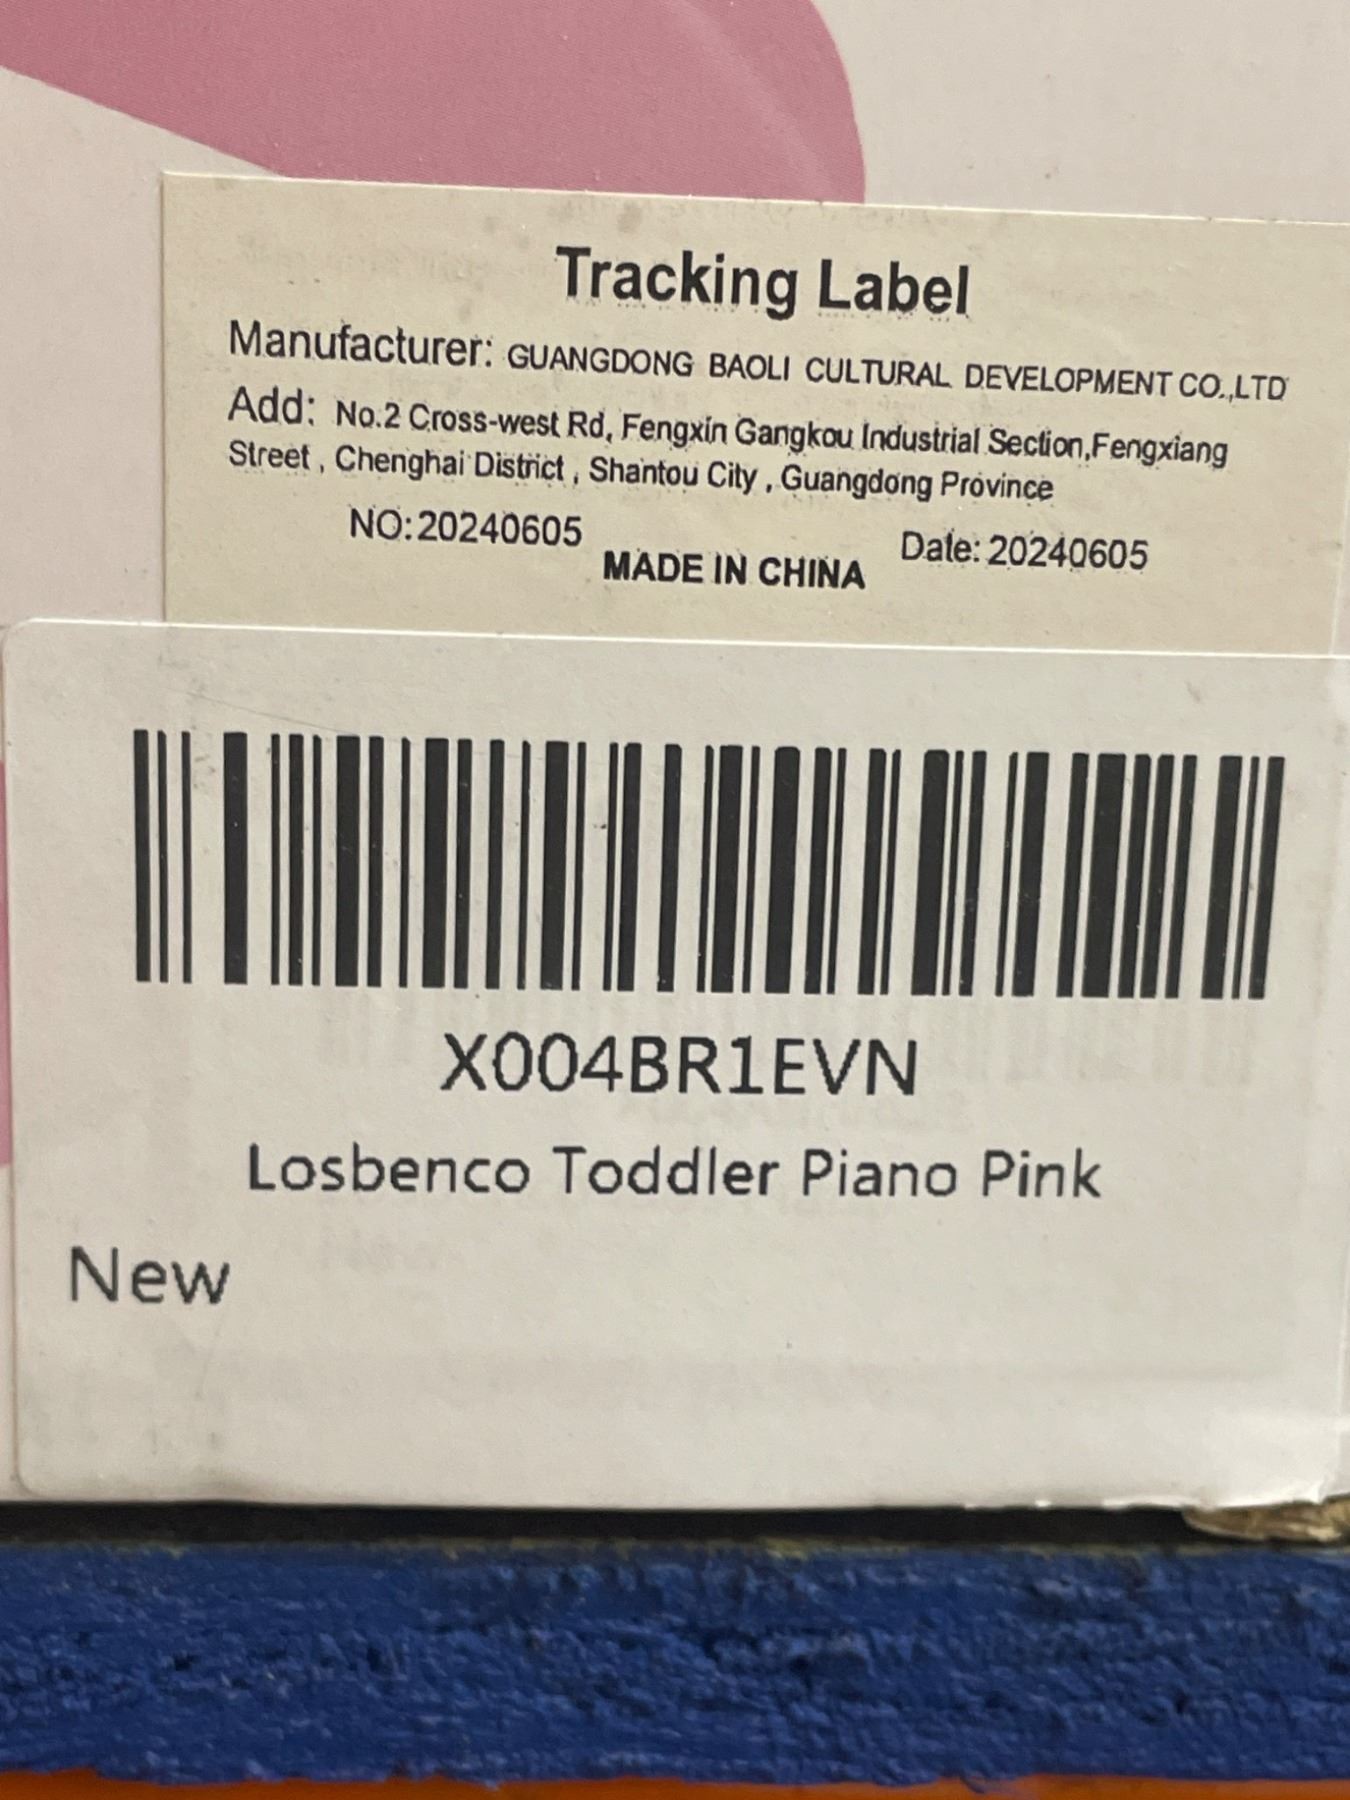 Tracking Label
Manufacturer: GUANGDONG BAOLI CULTURAL DEVELOPMENT CO.,LTD
Add: No.2 Cross-west Rd, Fengxin Gangkou Industrial Section,Fengxiang
Street , Chenghai District , Shantou City , Guangdong Province
NO:20240605 Date: 20240605
MADE IN CHINA
X004BR1EVN
Losbenco Toddler Piano Pink
New